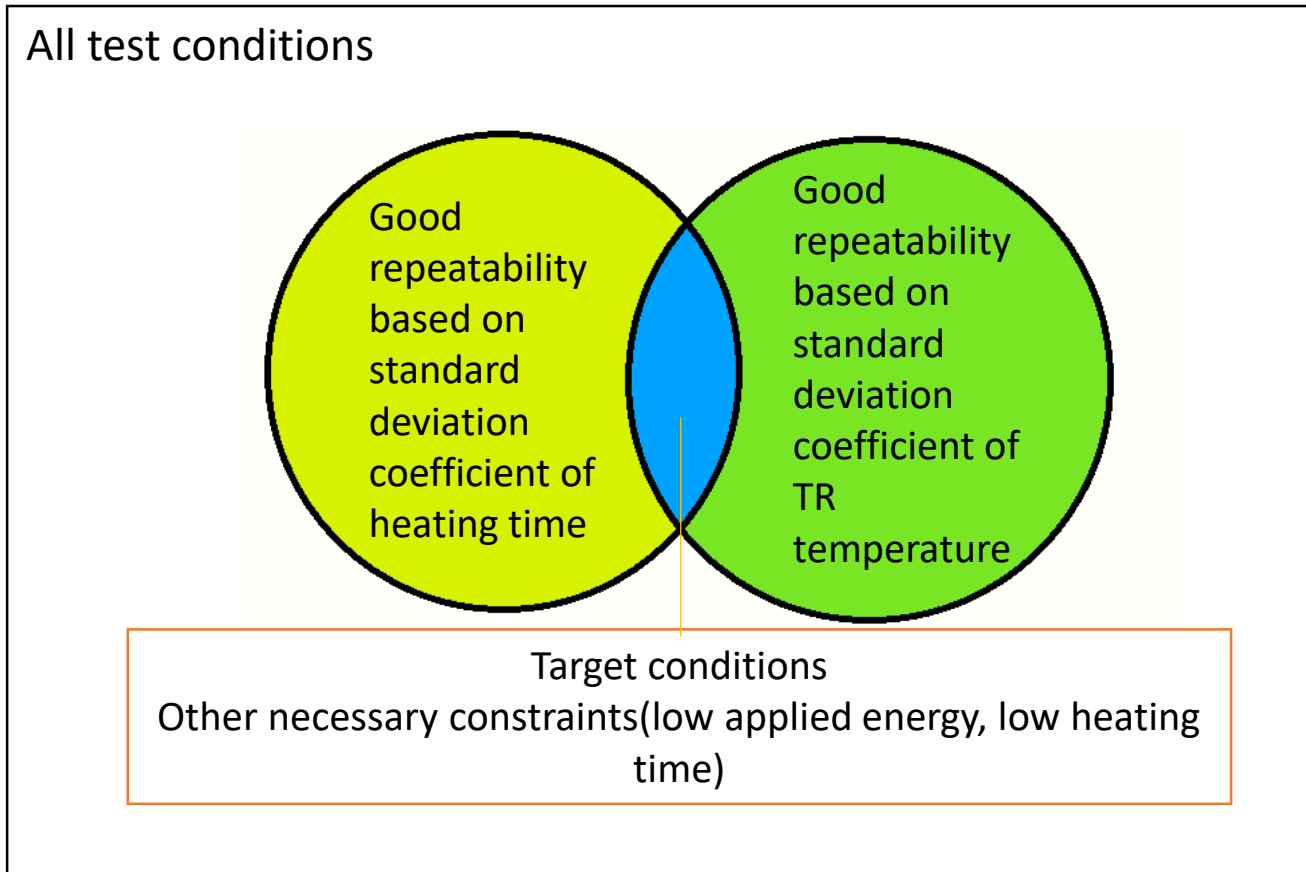 All test conditions
Good
repeatability
based on
standard
deviation
coefficient of
heating time
Good
repeatability
based on
standard
deviation
coefficient of
TR
temperature
Target conditions
Other necessary constraints(low applied energy, low heating
time)